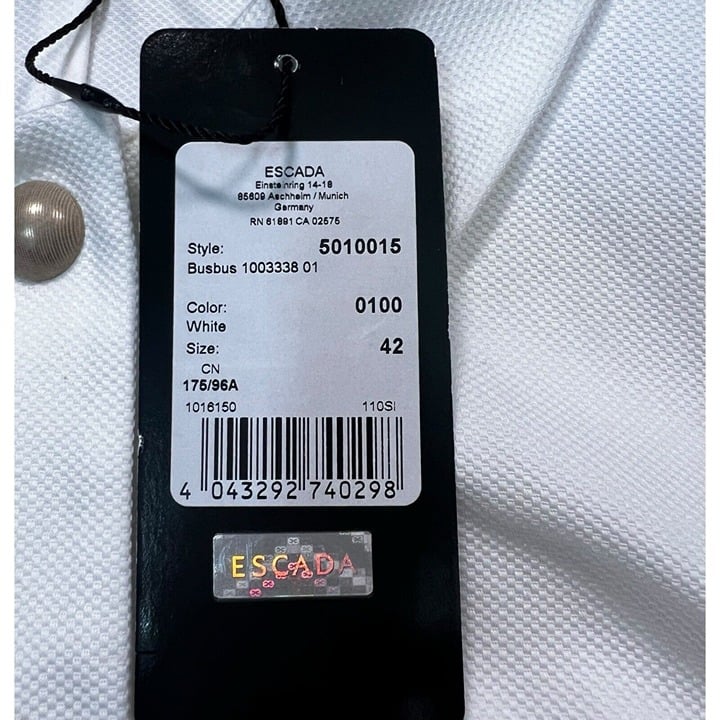 ESCADA
Einsteinring 14-18
85609 Aschheim / Munich
Germany
RN 61891 CA 02575
Style: 5010015
Busbus 1003338 01
Color: 0100
White
Size: 42
CN
175/96A
1016150 110SI
4 043292 740298
ESCADA